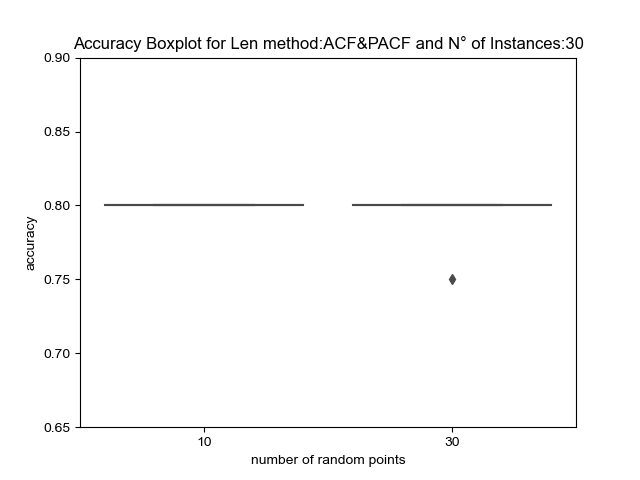 Accuracy Boxplot for Len method:ACF&PACF and N° of Instances:30
0.90
0.85
0.80
0.75
0.70
0.65
accuracy
10 30
number of random points